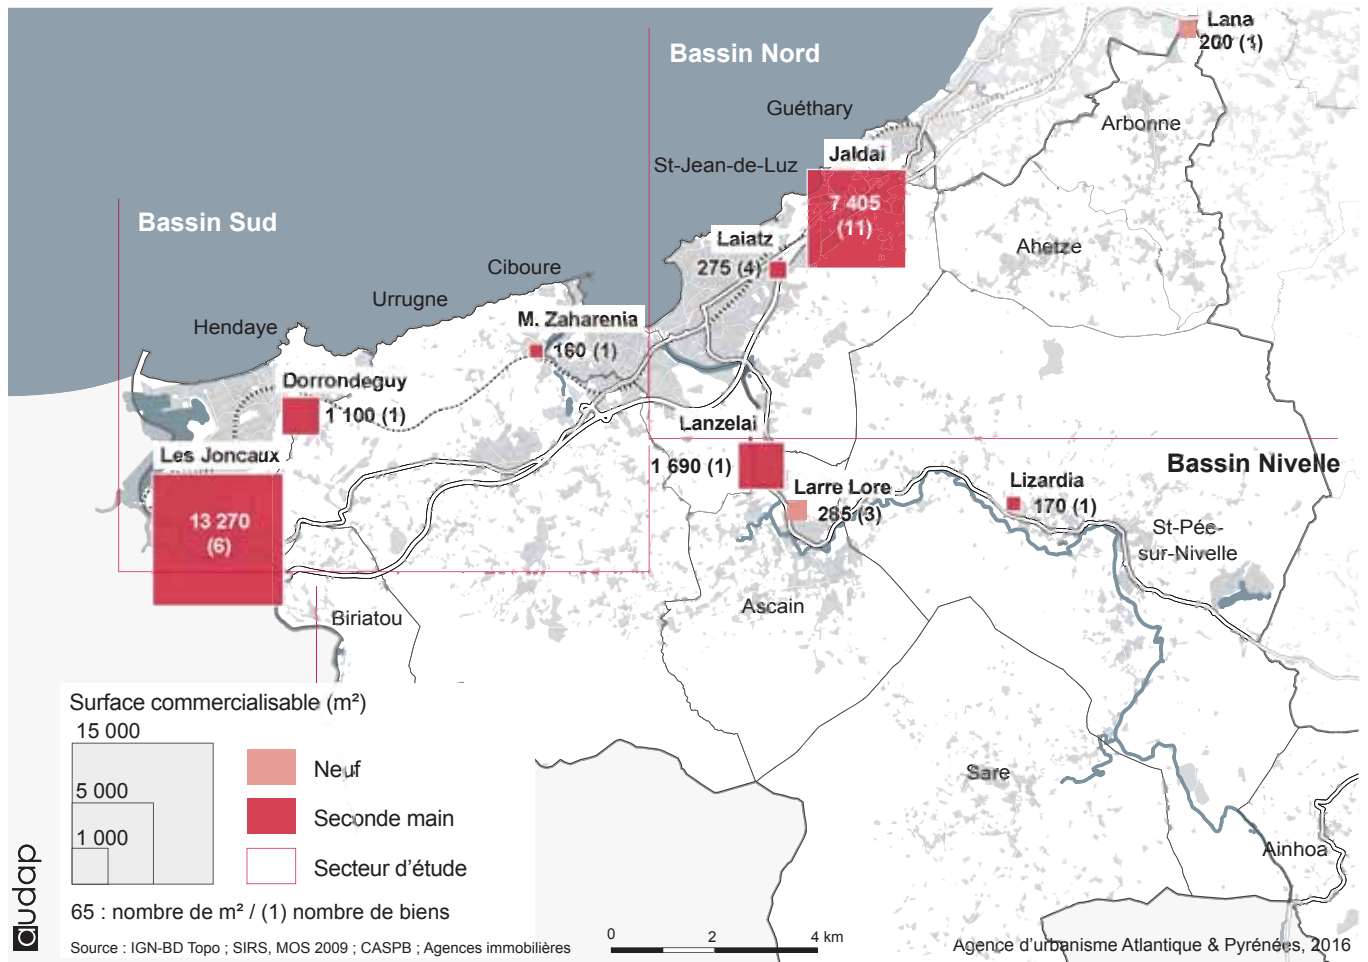 Lana
200 (1)
Bassin Nord
Guéthary
Arbonne
Jaldai
St-Jean-de-Luz
7 405
(11)
Bassin Sud
Laiatz
275 (4)
Ahetze
Ciboure
Urrugne
Hendaye
M. Zaharenia
160 (1)
Dorrondeguy
1 100 (1)
Lanzelai
1 690 (1)
Les Joncaux
13 270
(6)
Bassin Nivelle
Larre Lore
285 (3)
Lizardia
170 (1)
St-Pée-
sur-Nivelle
Ascain
Biriatou
Sare
Ainhoa
Surface commercialisable (m²)
15 000
5 000
1 000
Neuf
Seconde main
Secteur d'étude
65 : nombre de m² / (1) nombre de biens
Source : IGN-BD Topo ; SIRS, MOS 2009 ; CASPB ; Agences immobilières
0 2 4 km
Agence d'urbanisme Atlantique & Pyrénées, 2016
audap